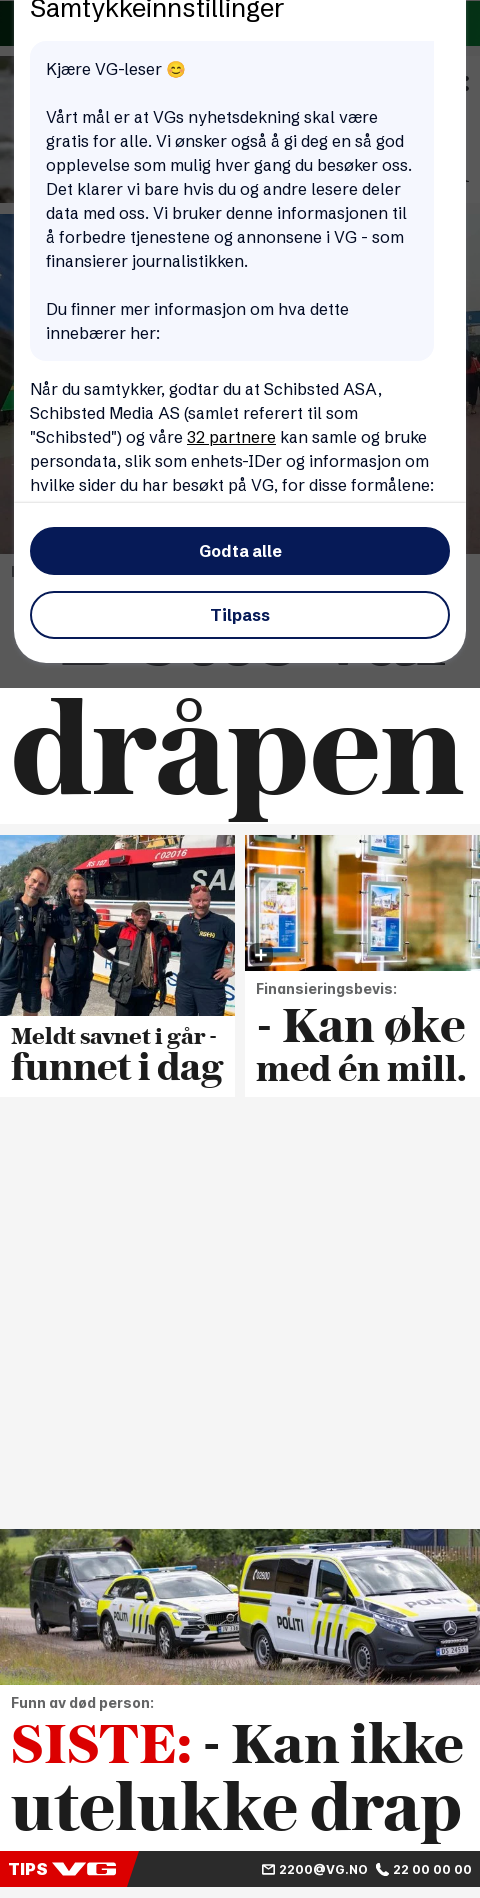 Samtykkeinnstillinger
Kjære VG-leser 😊
Vårt mål er at VGs nyhetsdekning skal være
gratis for alle. Vi ønsker også å gi deg en så god
opplevelse som mulig hver gang du besøker oss.
Det klarer vi bare hvis du og andre lesere deler
data med oss. Vi bruker denne informasjonen til
å forbedre tjenestene og annonsene i VG - som
finansierer journalistikken.
Du finner mer informasjon om hva dette
innebærer her:
Når du samtykker, godtar du at Schibsted ASA,
Schibsted Media AS (samlet referert til som
"Schibsted") og våre 32 partnere kan samle og bruke
persondata, slik som enhets-IDer og informasjon om
hvilke sider du har besøkt på VG, for disse formålene:
Godta alle
Tilpass
dråpen
RS 107
02016
Meldt savnet i går -
funnet i dag
Finansieringsbevis:
- Kan øke
med én mill.
POLITI
02800
POLITI
Funn av død person:
SISTE: - Kan ikke
utelukke drap
TIPS VG
2200@VG.NO
22 00 00 00